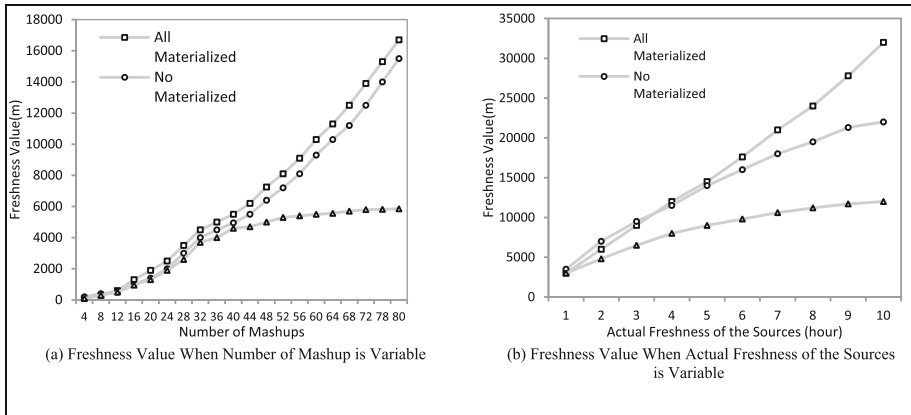 18000
16000
14000
12000
10000
8000
6000
4000
2000
0
Freshness Value(m)
All
Materialized
No
Materialized
4 8 12 16 20 24 28 32 36 40 44 48 52 56 60 64 68 72 76 80
Number of Mashups
(a) Freshness Value When Number of Mashup is Variable
35000
30000
25000
20000
15000
10000
5000
0
Freshness Value(m)
All
Materialized
No
Materialized
1 2 3 4 5 6 7 8 9 10
Actual Freshness of the Sources (hour)
(b) Freshness Value When Actual Freshness of the Sources
is Variable